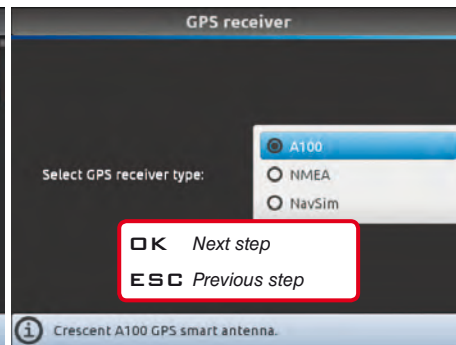 GPS receiver
Select GPS receiver type:
A100
NMEA
NavSim
OK Next step
ESC Previous step
Crescent A100 GPS smart antenna.